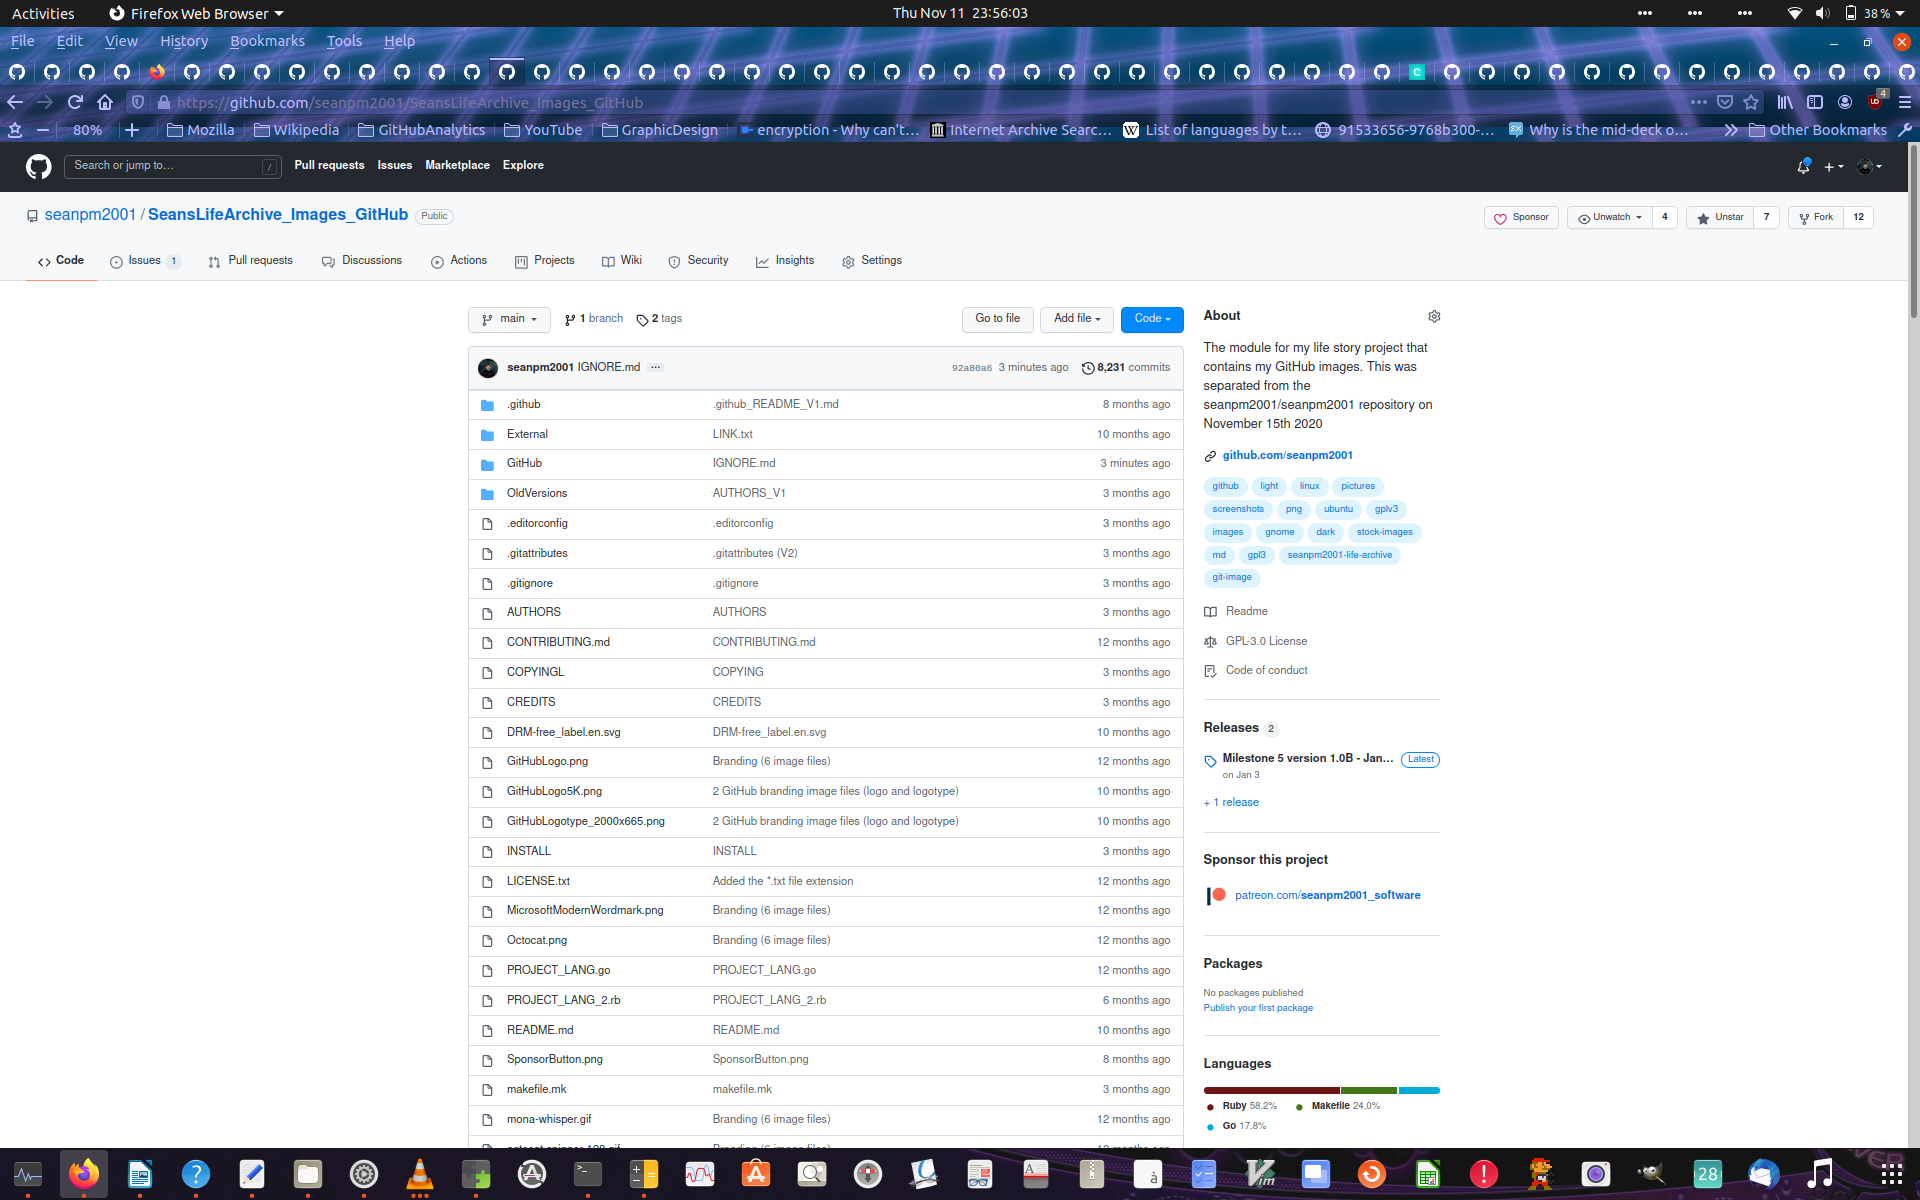 Activities Firefox Web Browser Thu Nov 11 23:56:03 38 %
File Edit View History Bookmarks Tools Help
https://github.com/seanpm2001/SeansLifeArchive_Images_GitHub 4
80% Mozilla Wikipedia GitHubAnalytics YouTube GraphicDesign encryption - Why can't... Internet Archive Searc... List of languages by t... 91533656-9768b300-... Why is the mid-deck o... Other Bookmarks
Search or jump to... / Pull requests Issues Marketplace Explore
seanpm2001 / SeansLifeArchive_Images_GitHub Public Sponsor Unwatch 4 Unstar 7 Fork 12
Code Issues 1 Pull requests Discussions Actions Projects Wiki Security Insights Settings
main 1 branch 2 tags Go to file Add file Code
seanpm2001 IGNORE.md ... 92a80a6 3 minutes ago 8,231 commits
.github .github_README_V1.md 8 months ago
External LINK.txt 10 months ago
GitHub IGNORE.md 3 minutes ago
OldVersions AUTHORS_V1 3 months ago
.editorconfig .editorconfig 3 months ago
.gitattributes .gitattributes (V2) 3 months ago
.gitignore .gitignore 3 months ago
AUTHORS AUTHORS 3 months ago
CONTRIBUTING.md CONTRIBUTING.md 12 months ago
COPYINGL COPYING 3 months ago
CREDITS CREDITS 3 months ago
DRM-free_label.en.svg DRM-free_label.en.svg 10 months ago
GitHubLogo.png Branding (6 image files) 12 months ago
GitHubLogo5K.png 2 GitHub branding image files (logo and logotype) 10 months ago
GitHubLogotype_2000x665.png 2 GitHub branding image files (logo and logotype) 10 months ago
INSTALL INSTALL 3 months ago
LICENSE.txt Added the *.txt file extension 12 months ago
MicrosoftModernWordmark.png Branding (6 image files) 12 months ago
Octocat.png Branding (6 image files) 12 months ago
PROJECT_LANG.go PROJECT_LANG.go 12 months ago
PROJECT_LANG_2.rb PROJECT_LANG_2.rb 6 months ago
README.md README.md 10 months ago
SponsorButton.png SponsorButton.png 8 months ago
makefile.mk makefile.mk 3 months ago
mona-whisper.gif Branding (6 image files) 12 months ago
About
The module for my life story project that
contains my GitHub images. This was
separated from the
seanpm2001/seanpm2001 repository on
November 15th 2020
github.com/seanpm2001
github light linux pictures
screenshots png ubuntu gplv3
images gnome dark stock-images
md gpl3 seanpm2001-life-archive
git-image
Readme
GPL-3.0 License
Code of conduct
Releases 2
Milestone 5 version 1.0B - Jan... Latest
on Jan 3
+ 1 release
Sponsor this project
patreon.com/seanpm2001_software
Packages
No packages published
Publish your first package
Languages
Ruby 58.2% Makefile 24.0%
Go 17.8%
28